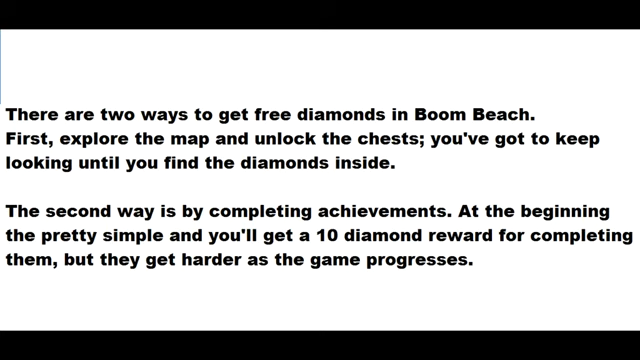 There are two ways to get free diamonds in Boom Beach.
First, explore the map and unlock the chests; you've got to keep
looking until you find the diamonds inside.
The second way is by completing achievements. At the beginning
the pretty simple and you'll get a 10 diamond reward for completing
them, but they get harder as the game progresses.